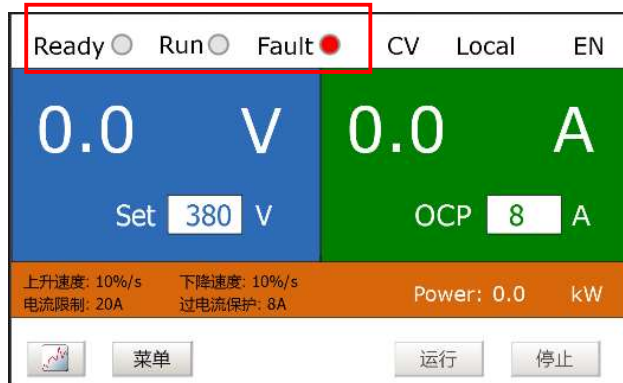 Ready Run Fault CV Local EN
0.0 V 0.0 A
Set 380 V OCP 8 A
上升速度: 10%/s 下降速度: 10%/s
电流限制: 20A 过电流保护: 8A
Power: 0.0 kW
菜单 运行 停止